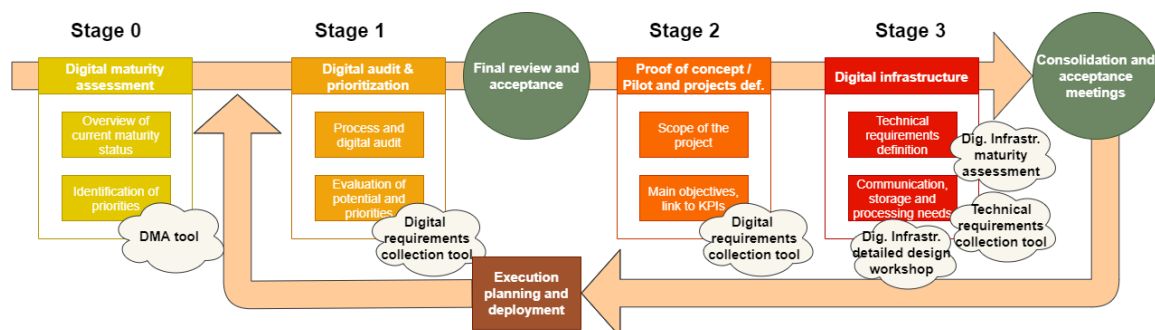 Stage 0
Stage 1
Stage 2
Stage 3
Digital maturity
assessment
Overview of
current maturity
status
Identification of
priorities
DMA tool
Digital audit &
prioritization
Process and
digital audit
Evaluation of
potential and
priorities
Digital
requirements
collection tool
Final review and
acceptance
Proof of concept /
Pilot and projects def.
Scope of the
project
Main objectives,
link to KPIs
Digital
requirements
collection tool
Digital infrastructure
Technical
requirements
definition
Dig. Infrastr.
maturity
assessment
Communication,
storage and
processing needs
Technical
requirements
collection tool
Dig. Infrastr.
detailed design
workshop
Consolidation and
acceptance
meetings
Execution
planning and
deployment